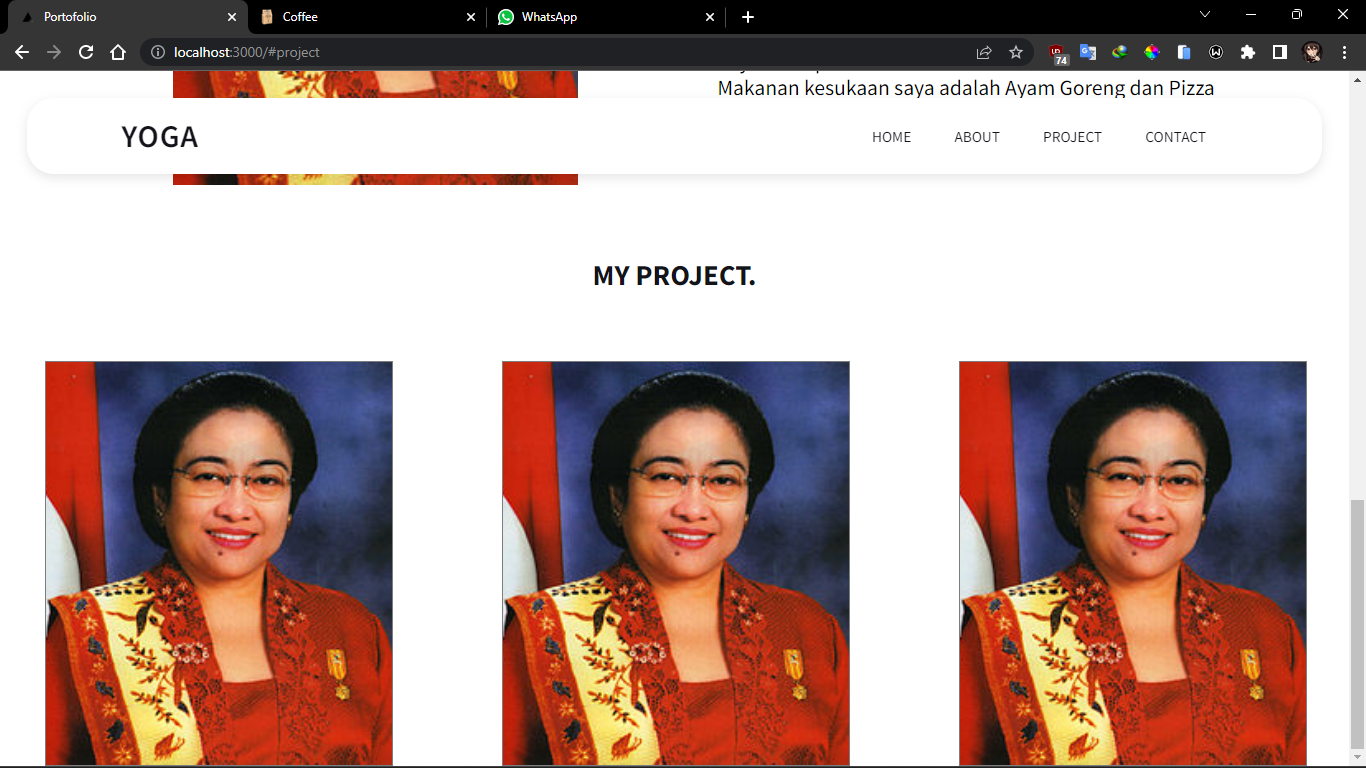 Portofolio
Coffee
WhatsApp
localhost:3000/#project
74
Makanan kesukaan saya adalah Ayam Goreng dan Pizza
YOGA
HOME
ABOUT
PROJECT
CONTACT
MY PROJECT.